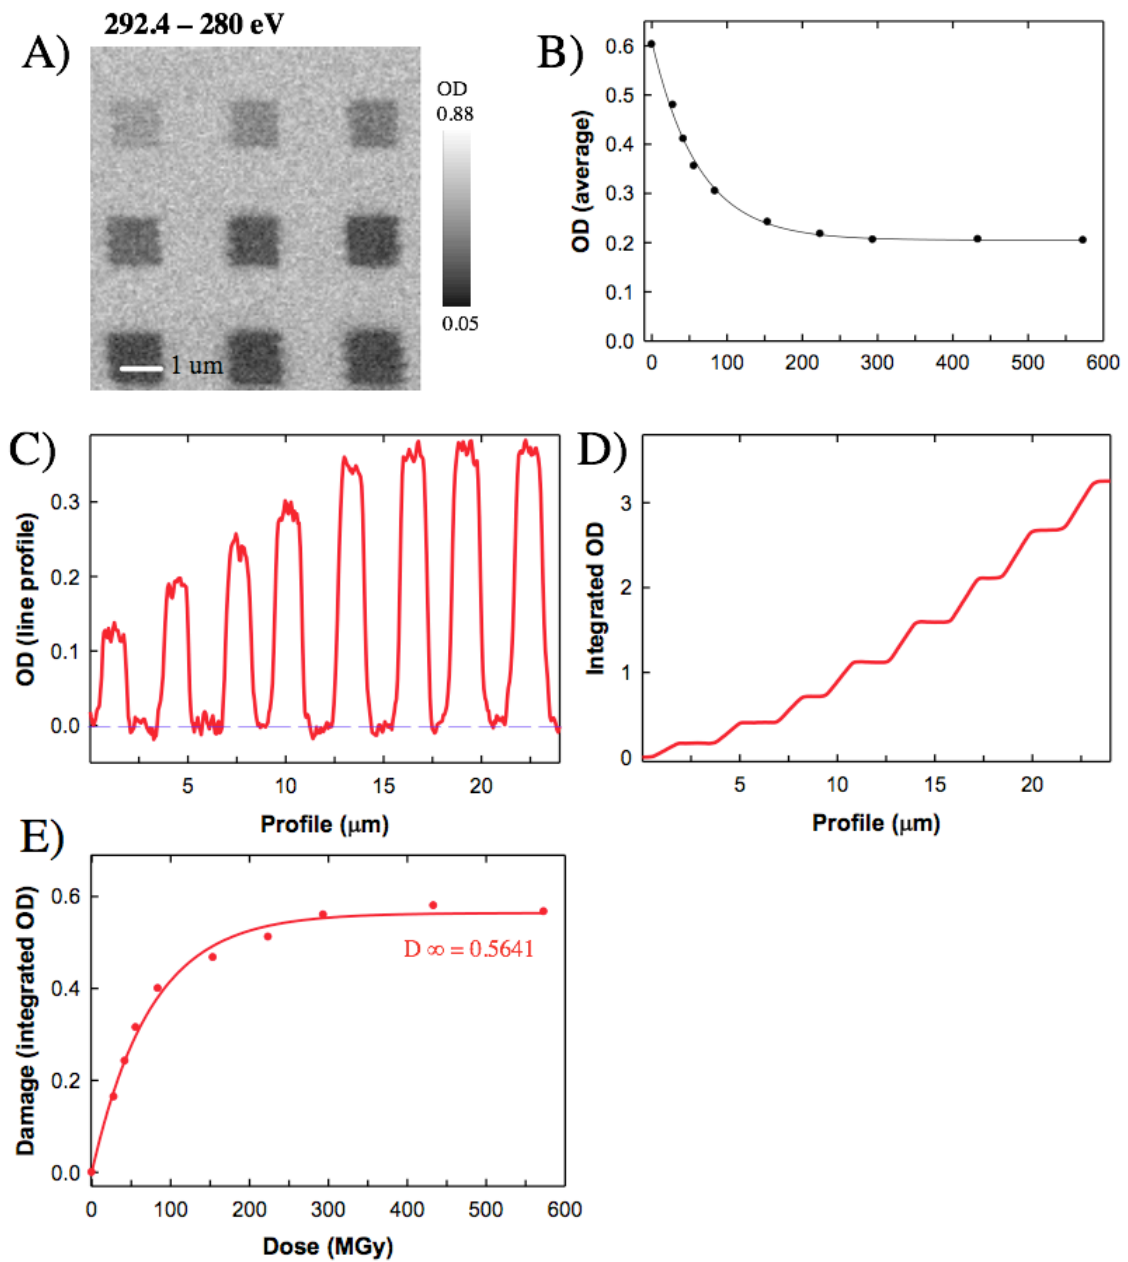 292.4 – 280 eV
A)
OD
0.88
0.05
1 um
B)
OD (average)
0.6
0.5
0.4
0.3
0.2
0.1
0.0
0 100 200 300 400 500 600
C)
OD (line profile)
0.3
0.2
0.1
0.0
5 10 15 20
Profile (μm)
D)
Integrated OD
3
2
1
0
5 10 15 20
Profile (μm)
E)
Damage (integrated OD)
0.6
0.4
0.2
0.0
D ∞ = 0.5641
0 100 200 300 400 500 600
Dose (MGy)